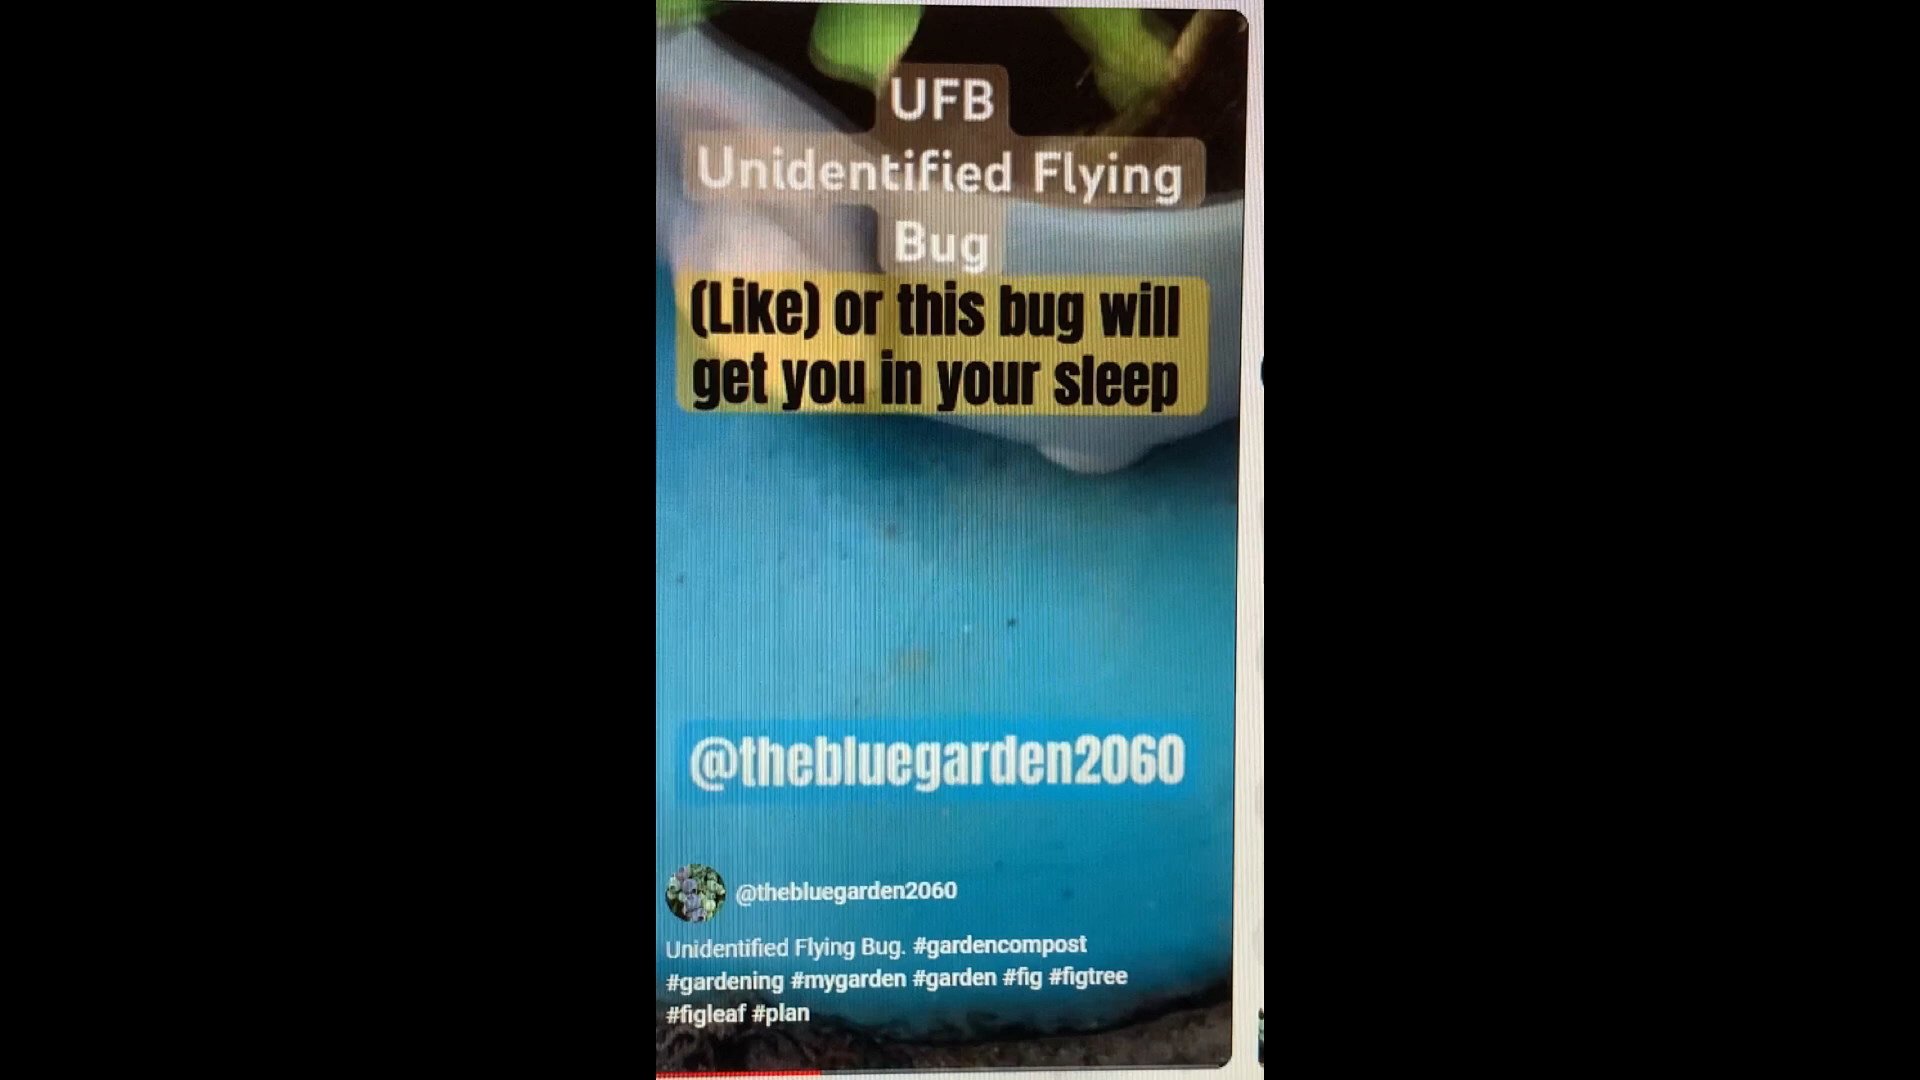 UFB
Unidentified Flying
Bug
(Like) or this bug will
get you in your sleep
@thebluegarden2060
@thebluegarden2060
Unidentified Flying Bug. #gardencompost
#gardening #mygarden #garden #fig #figtree
#figleaf #plan